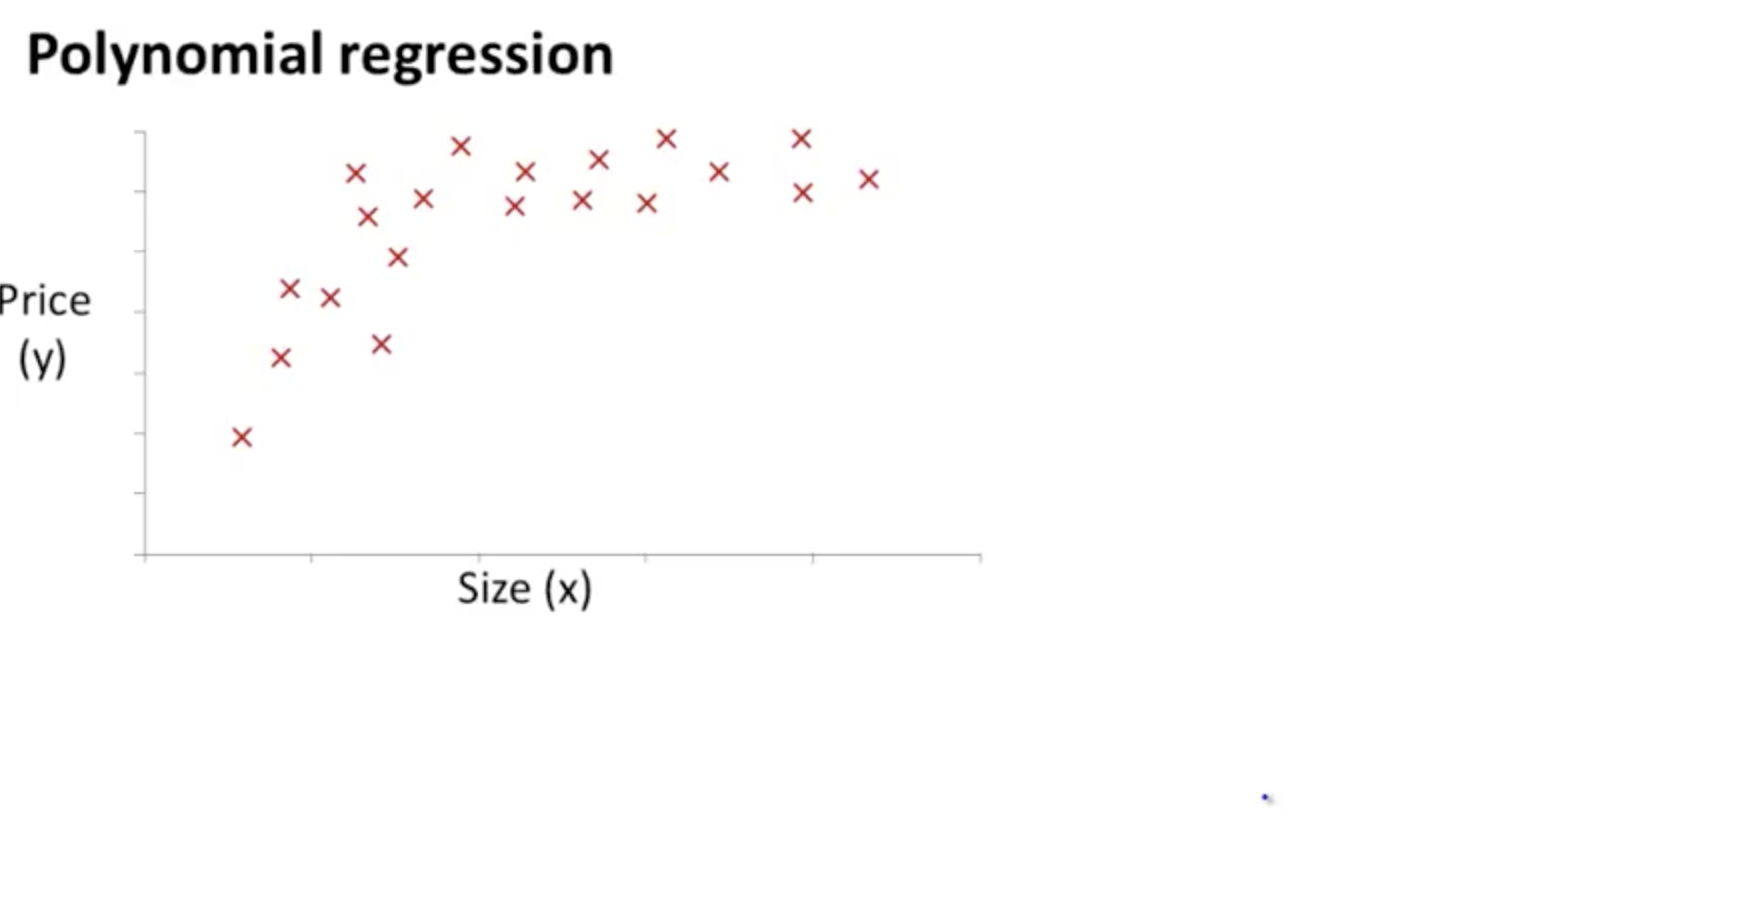 Polynomial regression
Price
(y)
Size (x)